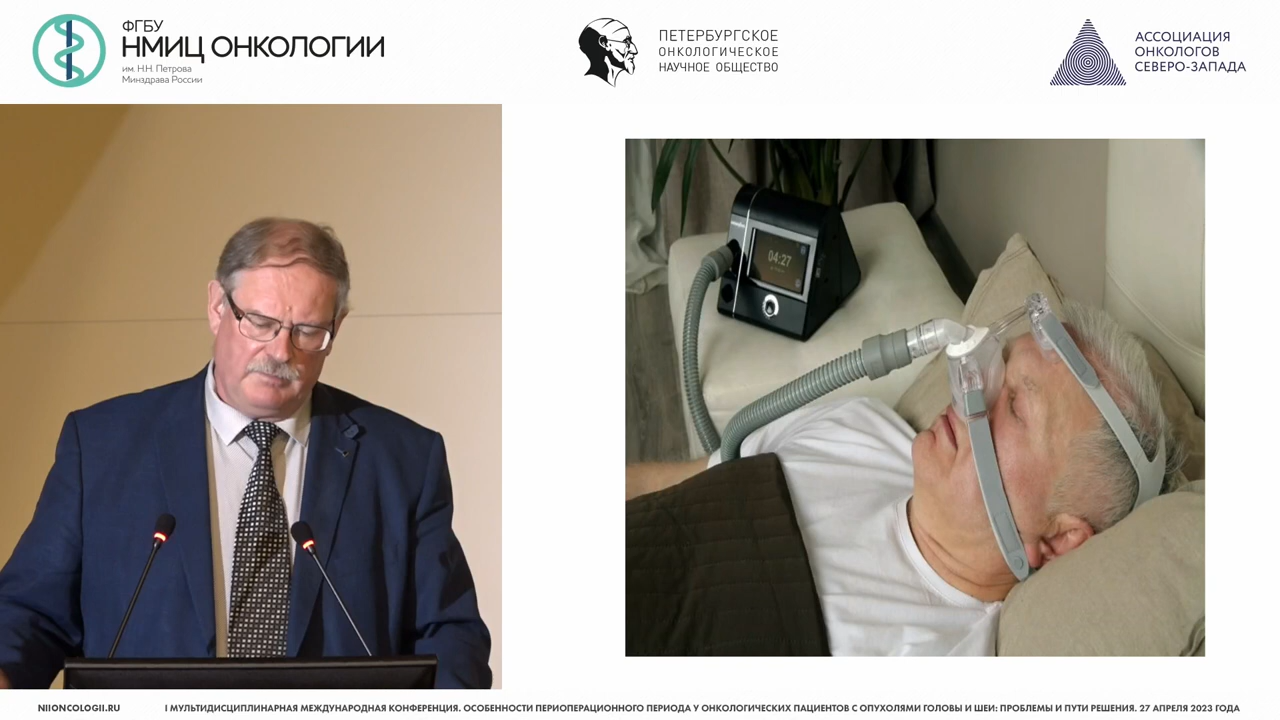 ФГБУ
НМИЦ ОНКОЛОГИИ
им. Н.Н. Петрова
Минздрава России
ПЕТЕРБУРГСКОЕ
ОНКОЛОГИЧЕСКОЕ
НАУЧНОЕ ОБЩЕСТВО
АССОЦИАЦИЯ
ОНКОЛОГОВ
СЕВЕРО-ЗАПАДА
04:27
NIIONCOLOGII.RU
I МУЛЬТИДИСЦИПЛИНАРНАЯ МЕЖДУНАРОДНАЯ КОНФЕРЕНЦИЯ. ОСОБЕННОСТИ ПЕРИОПЕРАЦИОННОГО ПЕРИОДА У ОНКОЛОГИЧЕСКИХ ПАЦИЕНТОВ С ОПУХОЛЯМИ ГОЛОВЫ И ШЕИ: ПРОБЛЕМЫ И ПУТИ РЕШЕНИЯ. 27 АПРЕЛЯ 2023 ГОДА